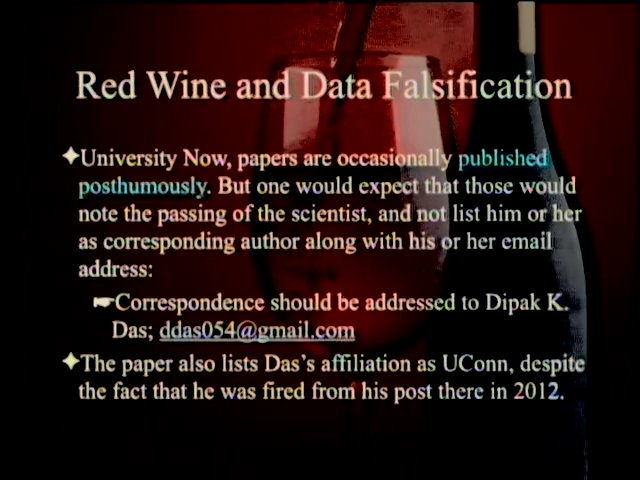 Red Wine and Data Falsification
University Now, papers are occasionally published
posthumously. But one would expect that those would
note the passing of the scientist, and not list him or her
as corresponding author along with his or her email
address:
Correspondence should be addressed to Dipak K.
Das; ddas054@gmail.com
The paper also lists Das's affiliation as UConn, despite
the fact that he was fired from his post there in 2012.